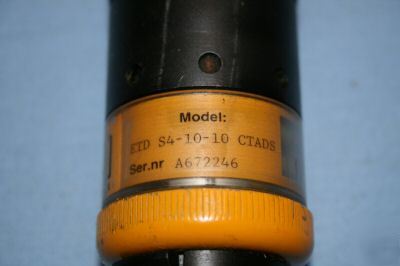 Model:
ETD S4-10-10 CTADS
Ser.nr A672246